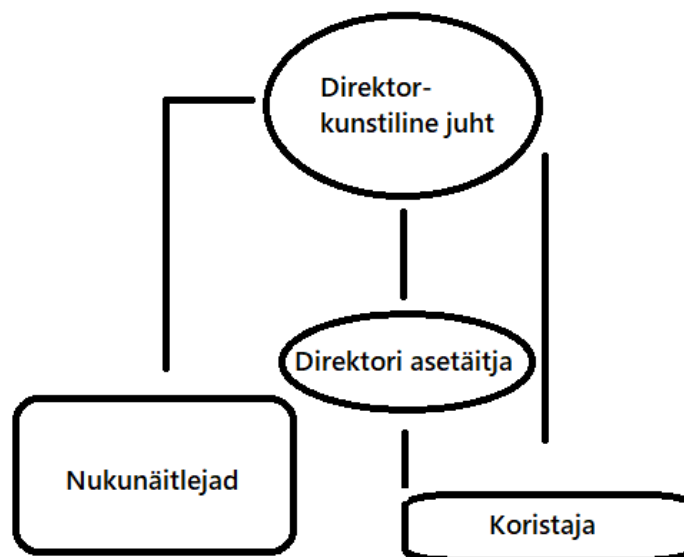 Direktor-
kunstiline juht
Direktori asetäitja
Nukunäitlejad
Koristaja